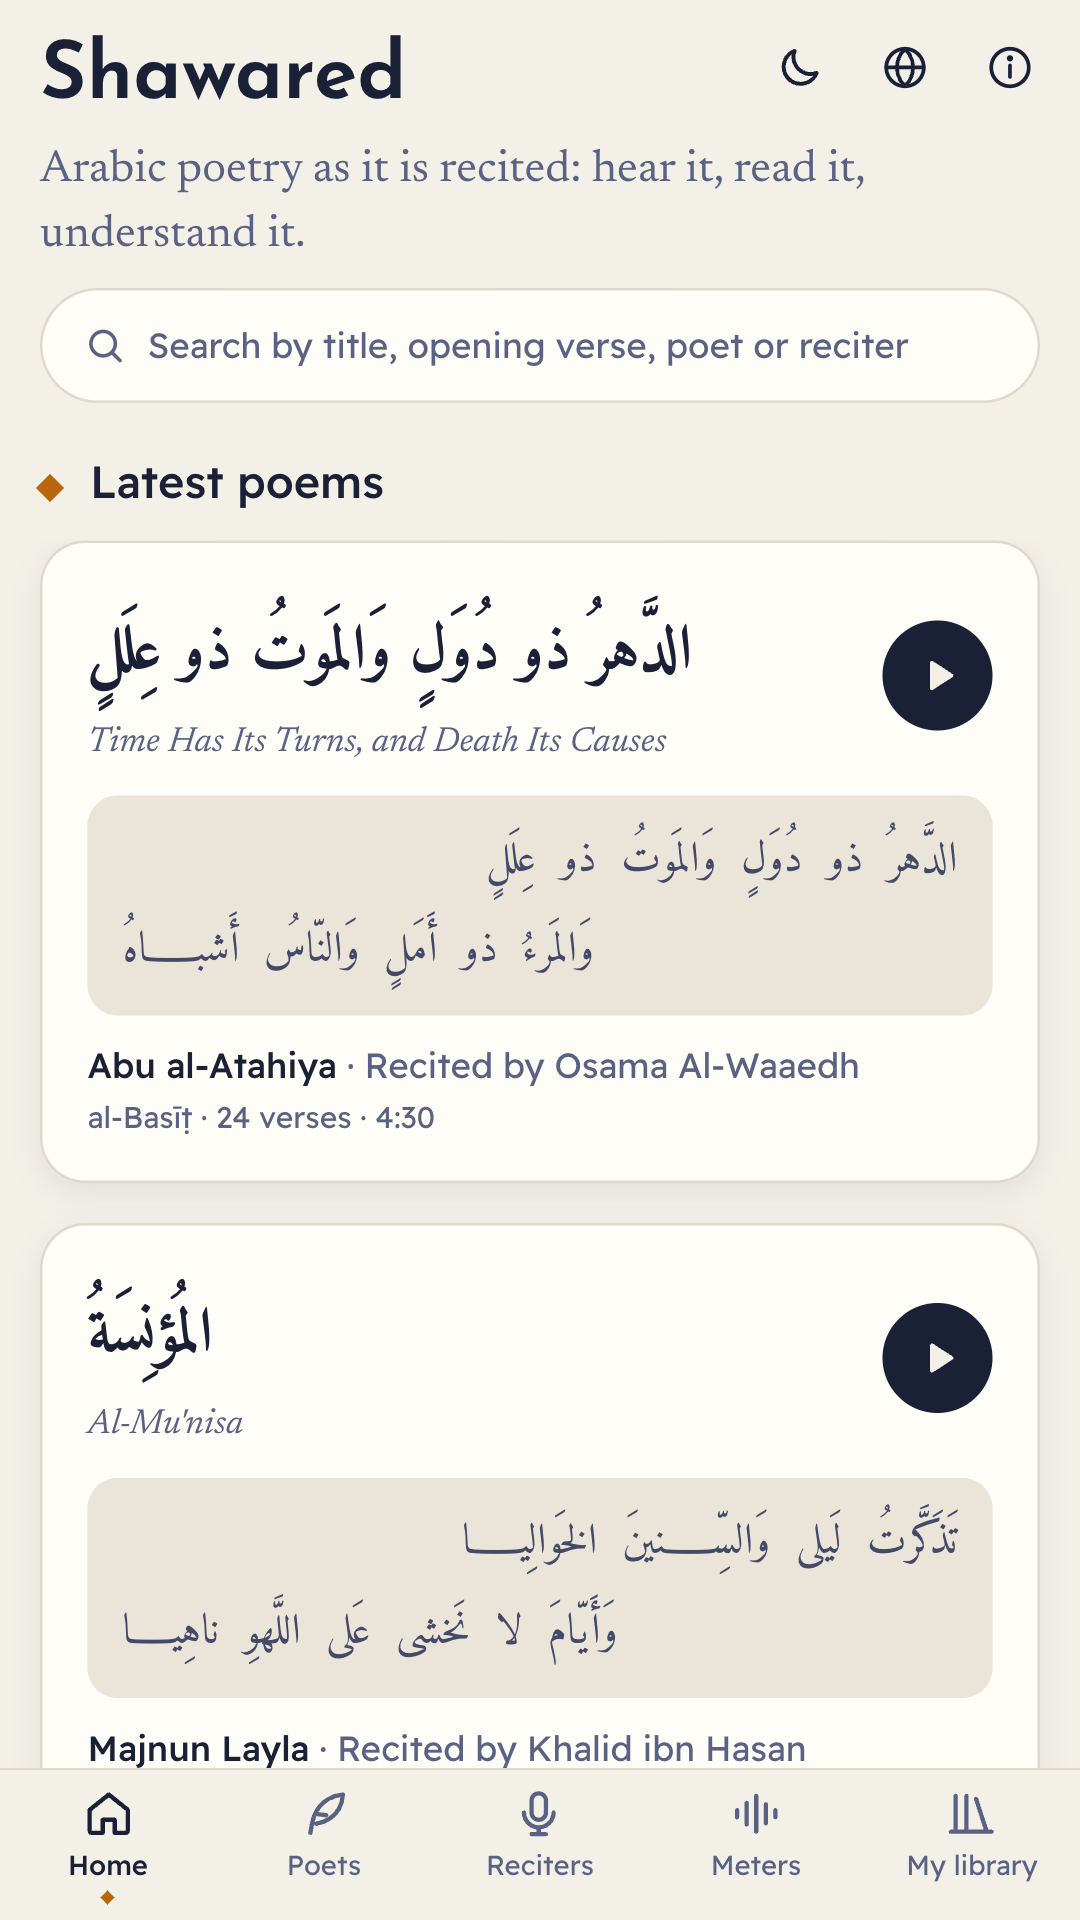 Shawared
Arabic poetry as it is recited: hear it, read it,
understand it.
Search by title, opening verse, poet or reciter
Latest poems
الدَّهرُ ذو دُوَلٍ وَالمَوتُ ذو عِلَلٍ
Time Has Its Turns, and Death Its Causes
الدَّهرُ ذو دُوَلٍ وَالمَوتُ ذو عِلَلٍ
وَالمَرءُ ذو أَمَلٍ وَالنّاسُ أَشبـــاهُ
Abu al-Atahiya · Recited by Osama Al-Waaedh
al-Basīṭ · 24 verses · 4:30
المُؤنِسَةُ
Al-Mu'nisa
تَذَكَّرتُ لَيلى وَالسِّـــنينَ الخَوالِيـــا
وَأَيّامَ لا نَخشى عَلى اللَّهوِ ناهِيـــا
Majnun Layla · Recited by Khalid ibn Hasan
Home
Poets
Reciters
Meters
My library